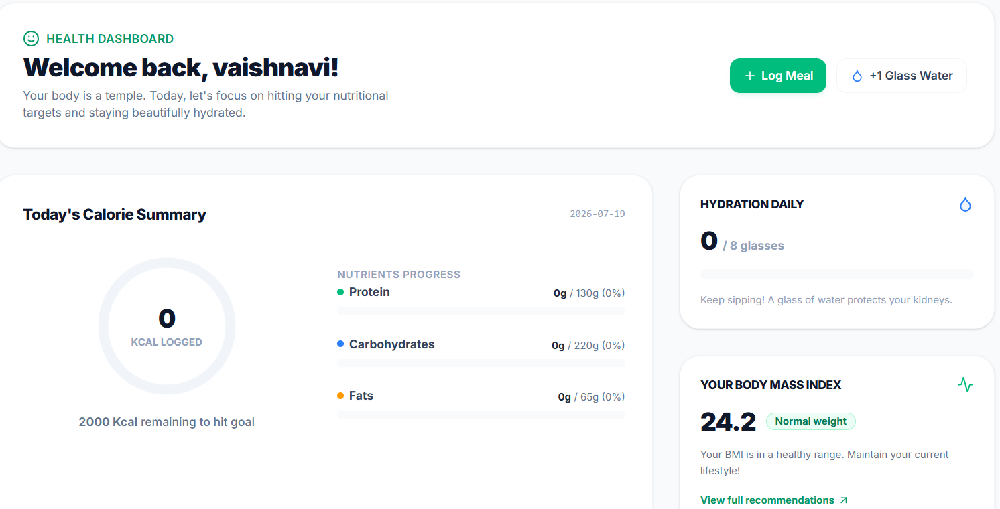 HEALTH DASHBOARD
Welcome back, vaishnavi!
Your body is a temple. Today, let's focus on hitting your nutritional
targets and staying beautifully hydrated.
+ Log Meal
+1 Glass Water
Today's Calorie Summary
2026-07-19
0
KCAL LOGGED
2000 Kcal remaining to hit goal
NUTRIENTS PROGRESS
Protein 0g / 130g (0%)
Carbohydrates 0g / 220g (0%)
Fats 0g / 65g (0%)
HYDRATION DAILY
0 / 8 glasses
Keep sipping! A glass of water protects your kidneys.
YOUR BODY MASS INDEX
24.2 Normal weight
Your BMI is in a healthy range. Maintain your current
lifestyle!
View full recommendations